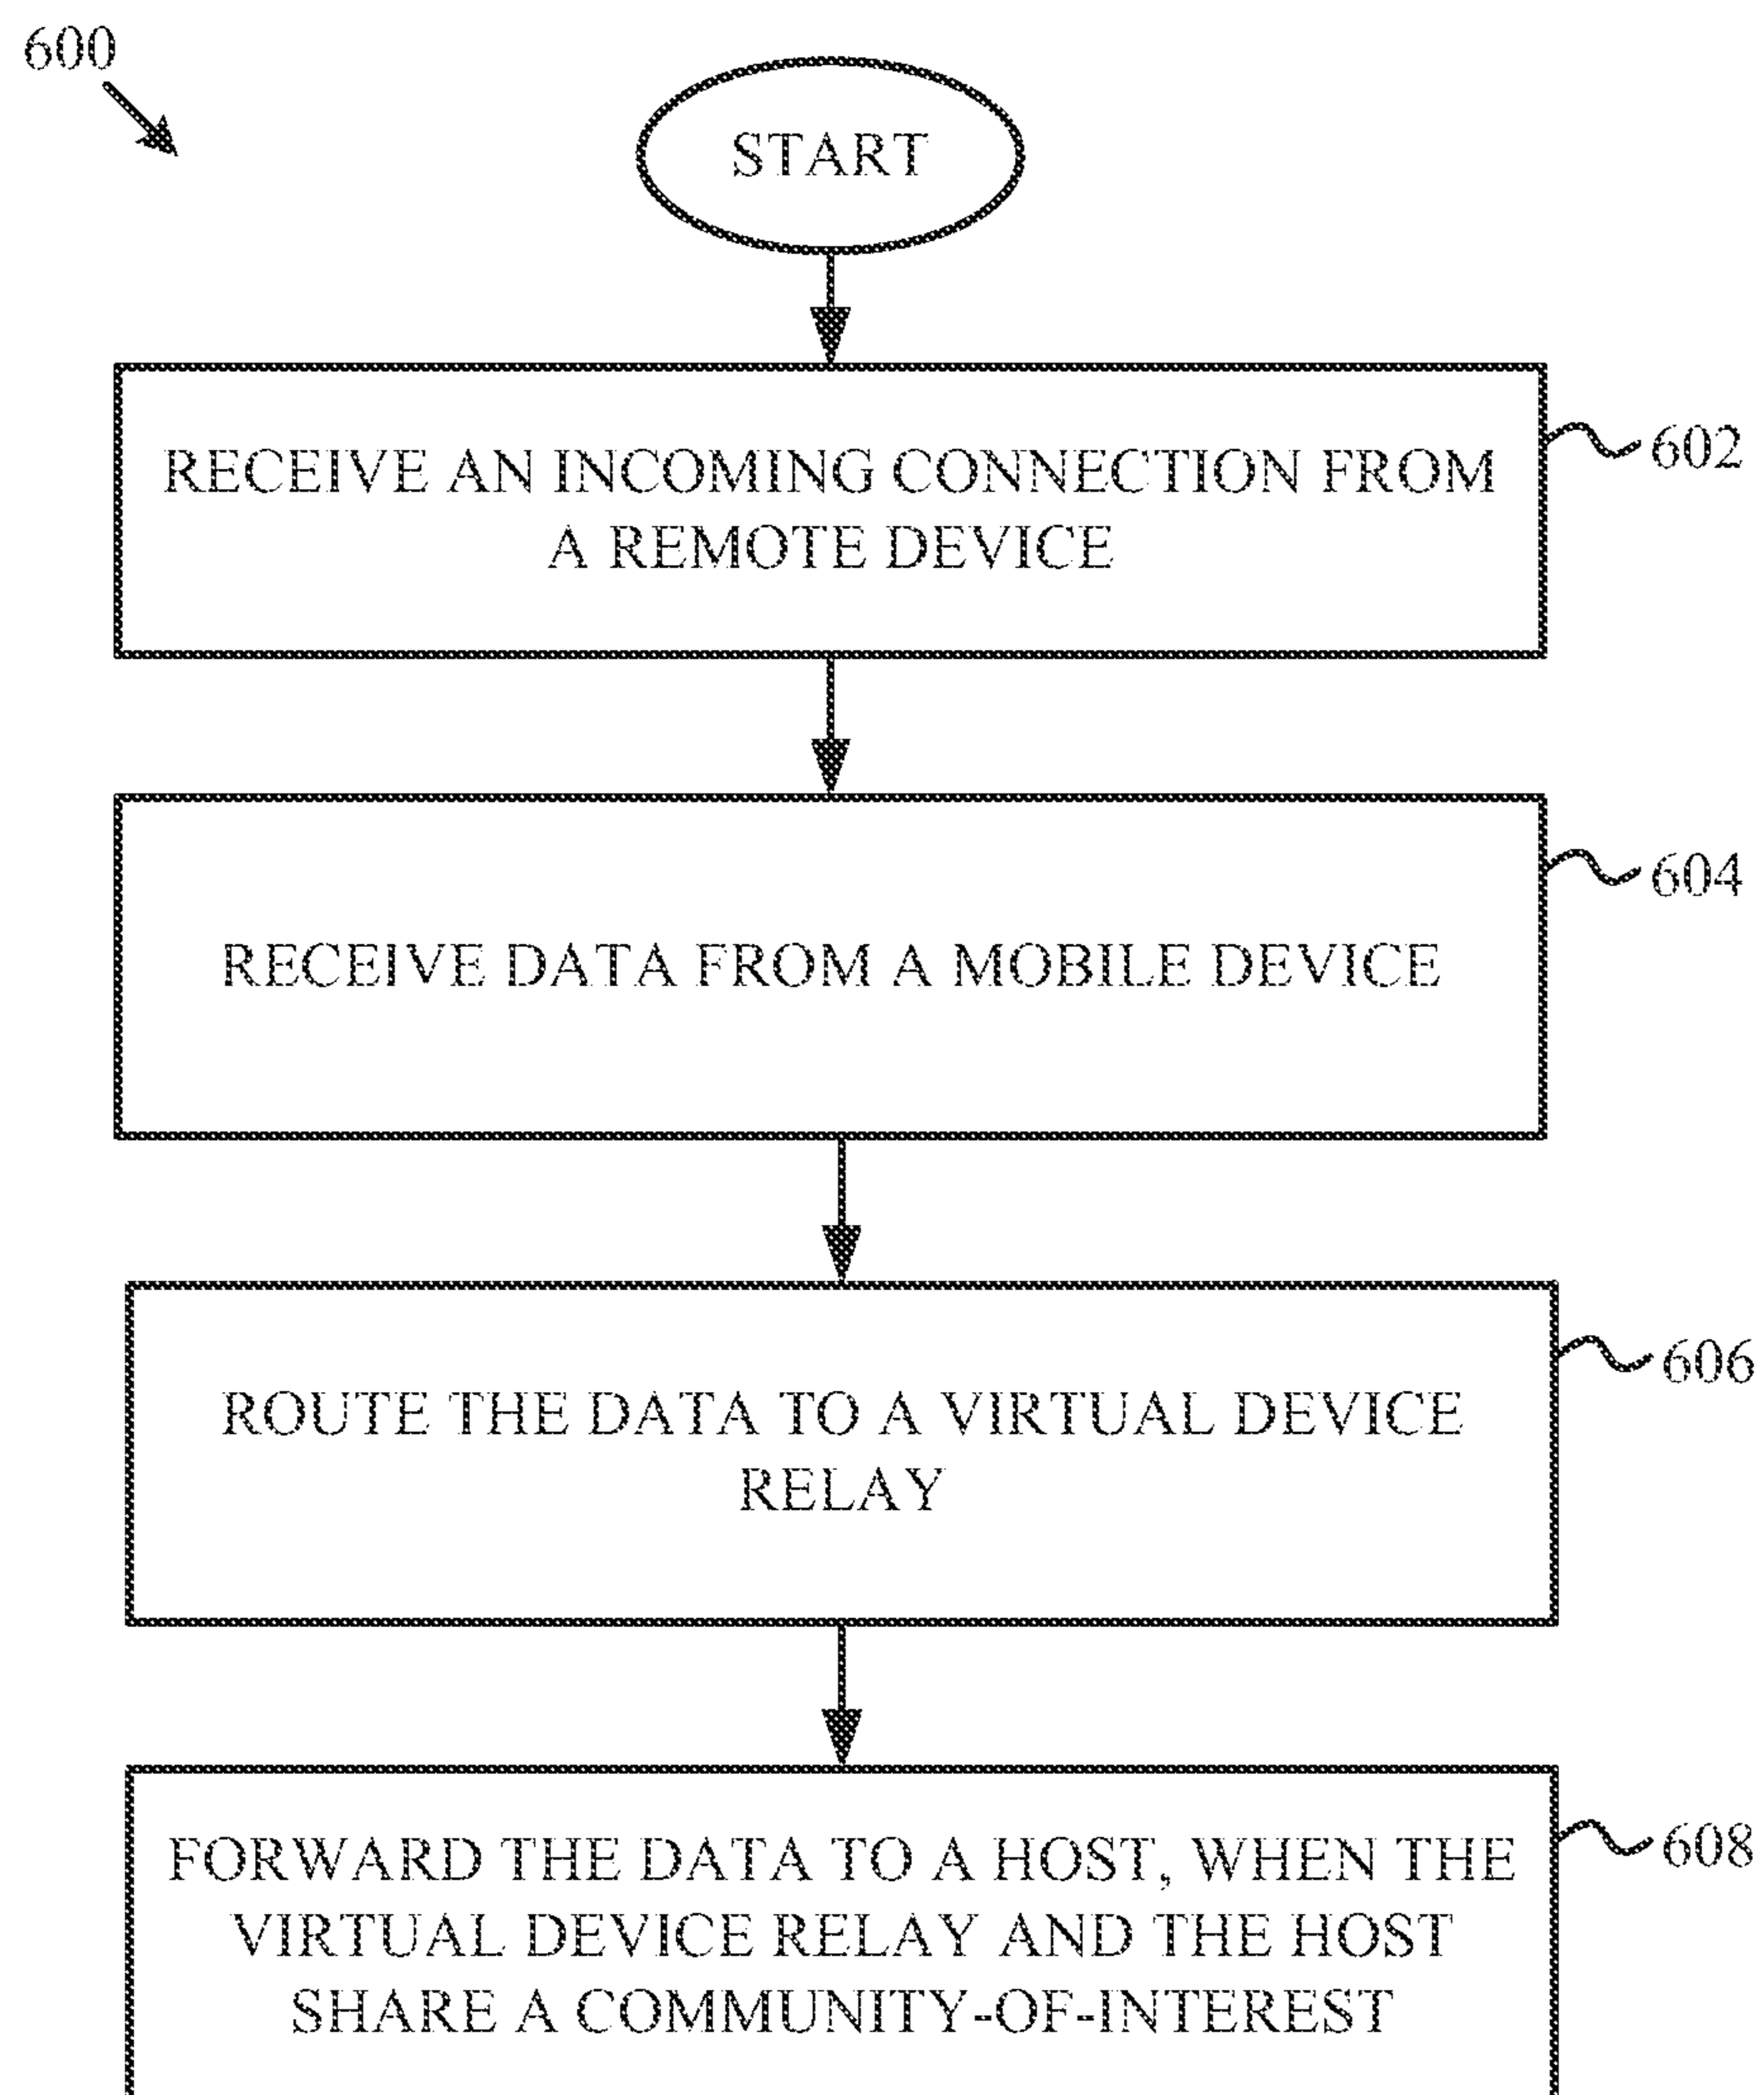 600
START
RECEIVE AN INCOMING CONNECTION FROM
A REMOTE DEVICE
602
RECEIVE DATA FROM A MOBILE DEVICE
604
ROUTE THE DATA TO A VIRTUAL DEVICE
RELAY
606
FORWARD THE DATA TO A HOST, WHEN THE
VIRTUAL DEVICE RELAY AND THE HOST
SHARE A COMMUNITY-OF-INTEREST
608